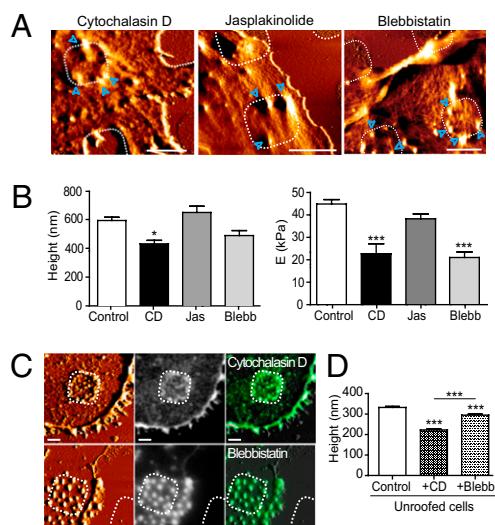 A
Cytochalasin D Jasplakinolide Blebbistatin
B
Height (nm)
800
600
400
200
0
*
Control CD Jas Blebb
E (kPa)
50
40
30
20
10
0
*** ***
Control CD Jas Blebb
C
Cytochalasin D
Blebbistatin
D
Height (nm)
400
300
200
100
0
***
*** ***
Control +CD +Blebb
Unroofed cells